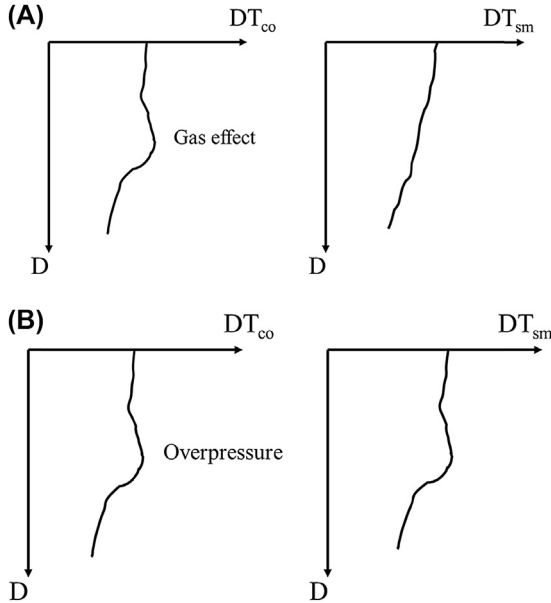 (A)
DTco
DTsm
Gas effect
D
D
(B)
DTco
DTsm
Overpressure
D
D